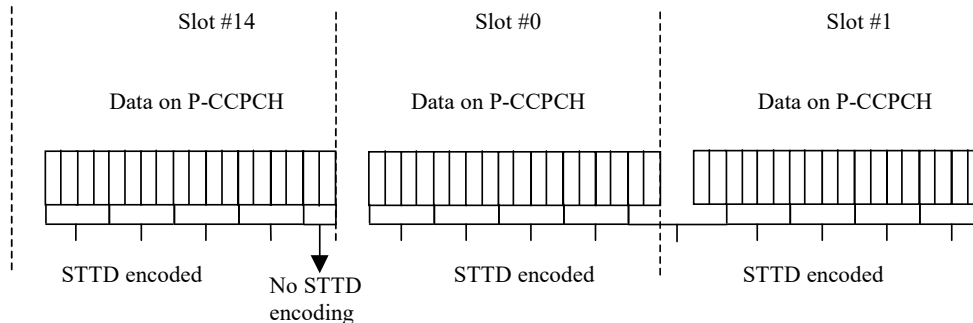 Slot #14
Slot #0
Slot #1
Data on P-CCPCH
Data on P-CCPCH
Data on P-CCPCH
STTD encoded
No STTD
encoding
STTD encoded
STTD encoded